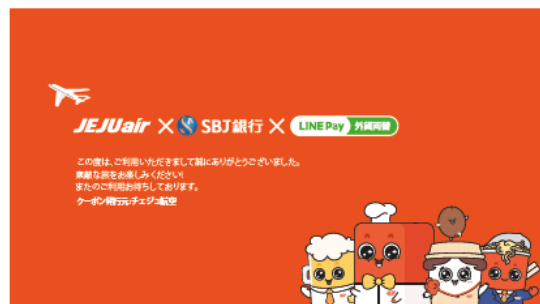 JEJUair × SBJ銀行 × LINE Pay 外貨両替
この度は、ご利用いただきまして誠にありがとうございました。
素敵な旅をお楽しみください!
またのご利用お待ちしております。
クーポン発行元:チェジュ航空